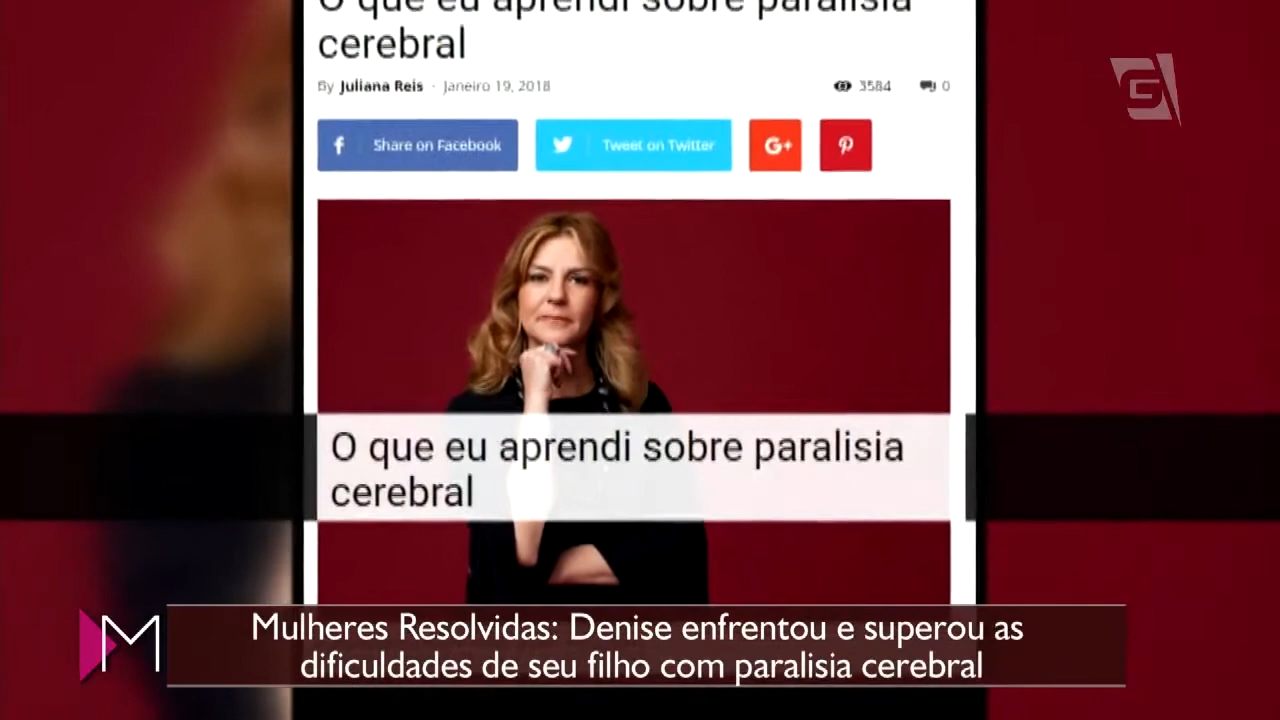 O que eu aprendi sobre paralisia
cerebral
By Juliana Reis - Janeiro 19, 2018
3584
0
f Share on Facebook
Tweet on Twitter
G+
O que eu aprendi sobre paralisia
cerebral
M
Mulheres Resolvidas: Denise enfrentou e superou as
dificuldades de seu filho com paralisia cerebral